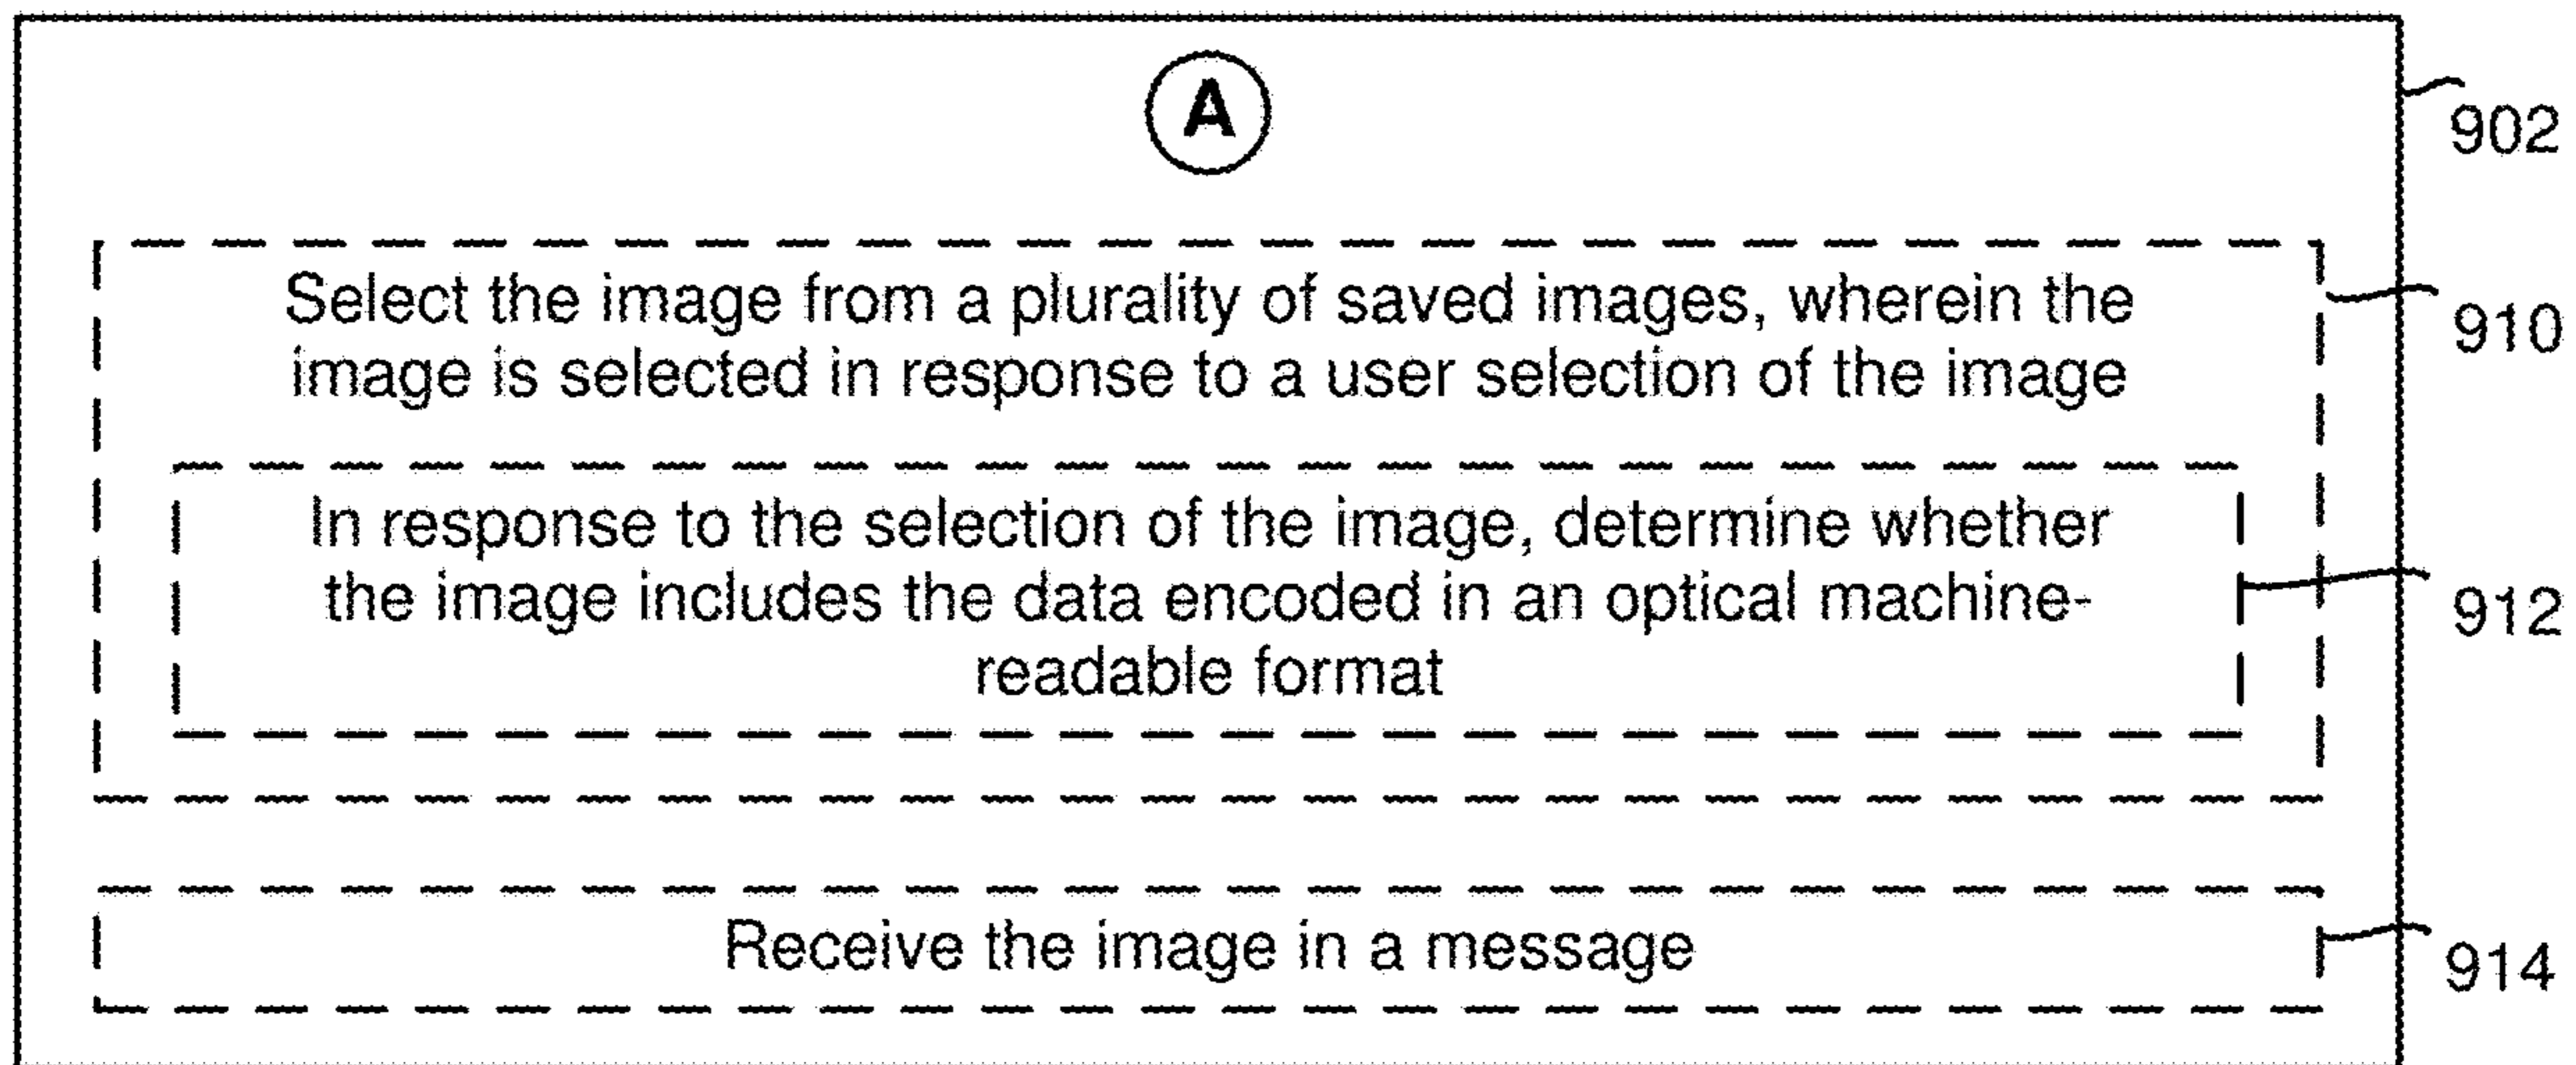 A
902
Select the image from a plurality of saved images, wherein the
image is selected in response to a user selection of the image
910
In response to the selection of the image, determine whether
the image includes the data encoded in an optical machine-
readable format
912
Receive the image in a message
914